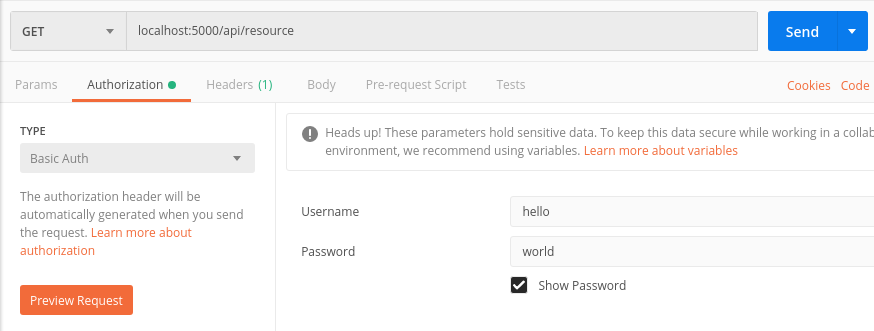 GET localhost:5000/api/resource Send
Params Authorization Headers (1) Body Pre-request Script Tests Cookies Code
TYPE
Basic Auth
The authorization header will be
automatically generated when you send
the request. Learn more about
authorization
Preview Request
Heads up! These parameters hold sensitive data. To keep this data secure while working in a
environment, we recommend using variables. Learn more about variables
Username hello
Password world
Show Password